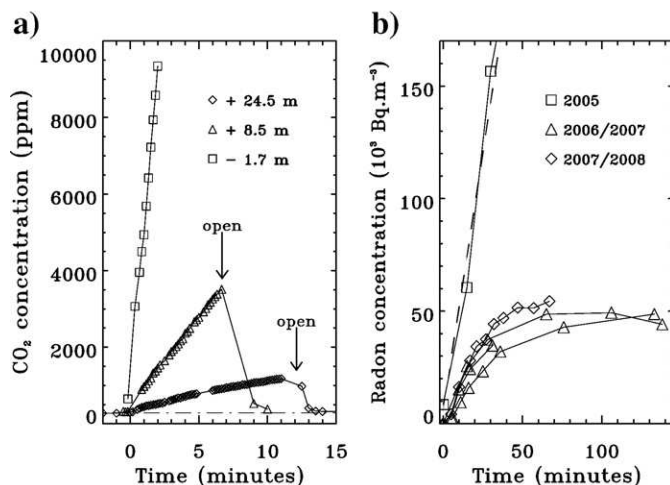 a)
CO₂ concentration (ppm)
10000
8000
6000
4000
2000
0
+ 24.5 m
+ 8.5 m
− 1.7 m
open
open
0 5 10 15
Time (minutes)
b)
Radon concentration (10³ Bq.m⁻³)
150
100
50
0
2005
2006/2007
2007/2008
0 50 100
Time (minutes)